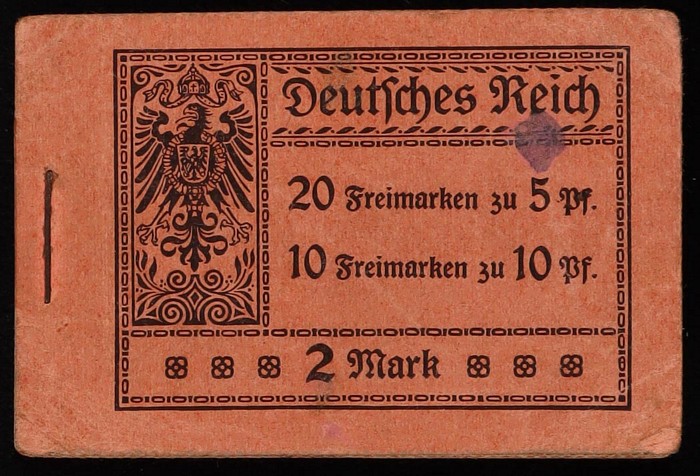 Deutsches Reich
20 Freimarken zu 5 Pf.
10 Freimarken zu 10 Pf.
2 Mark